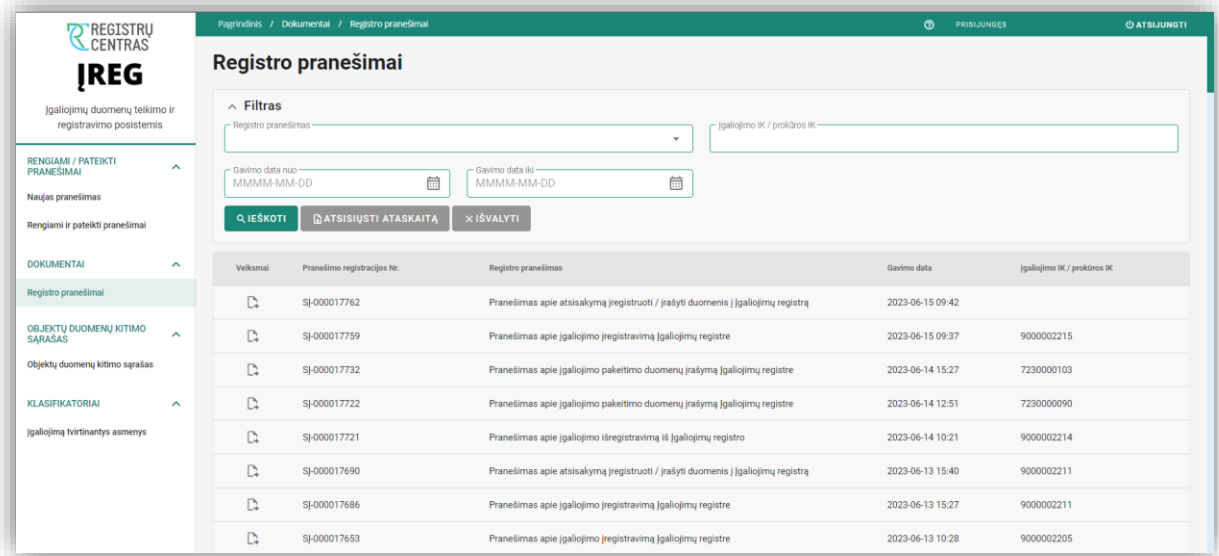 REGISTRŲ
CENTRAS
ĮREG
Įgaliojimų duomenų teikimo ir
registravimo posistemis
RENGIAMI / PATEIKTI
PRANEŠIMAI
Naujas pranešimas
Rengiami ir pateikti pranešimai
DOKUMENTAI
Registro pranešimai
OBJEKTŲ DUOMENŲ KITIMO
SĄRAŠAS
Objektų duomenų kitimo sąrašas
KLASIFIKATORIAI
Įgaliojimą tvirtinantys asmenys
Pagrindinis / Dokumentai / Registro pranešimai
PRISIJUNGĘS
ATSIJUNGTI
Registro pranešimai
Filtras
Registro pranešimas
Įgaliojimo IK / prokūros IK
Gavimo data nuo
MMMM-MM-DD
Gavimo data iki
MMMM-MM-DD
IEŠKOTI
ATSISIŲSTI ATASKAITĄ
IŠVALYTI
Veiksmai Pranešimo registracijos Nr. Registro pranešimas Gavimo data Įgaliojimo IK / prokūros IK
SĮ-000017762 Pranešimas apie atsisakymą įregistruoti / įrašyti duomenis į Įgaliojimų registrą 2023-06-15 09:42
SĮ-000017759 Pranešimas apie įgaliojimo įregistravimą Įgaliojimų registre 2023-06-15 09:37 9000002215
SĮ-000017732 Pranešimas apie įgaliojimo pakeitimo duomenų įrašymą Įgaliojimų registre 2023-06-14 15:27 7230000103
SĮ-000017722 Pranešimas apie įgaliojimo pakeitimo duomenų įrašymą Įgaliojimų registre 2023-06-14 12:51 7230000090
SĮ-000017721 Pranešimas apie įgaliojimo išregistravimą iš Įgaliojimų registro 2023-06-14 10:21 9000002214
SĮ-000017690 Pranešimas apie atsisakymą įregistruoti / įrašyti duomenis į Įgaliojimų registrą 2023-06-13 15:40 9000002211
SĮ-000017686 Pranešimas apie įgaliojimo įregistravimą Įgaliojimų registre 2023-06-13 15:27 9000002211
SĮ-000017653 Pranešimas apie įgaliojimo įregistravimą Įgaliojimų registre 2023-06-13 10:28 9000002205